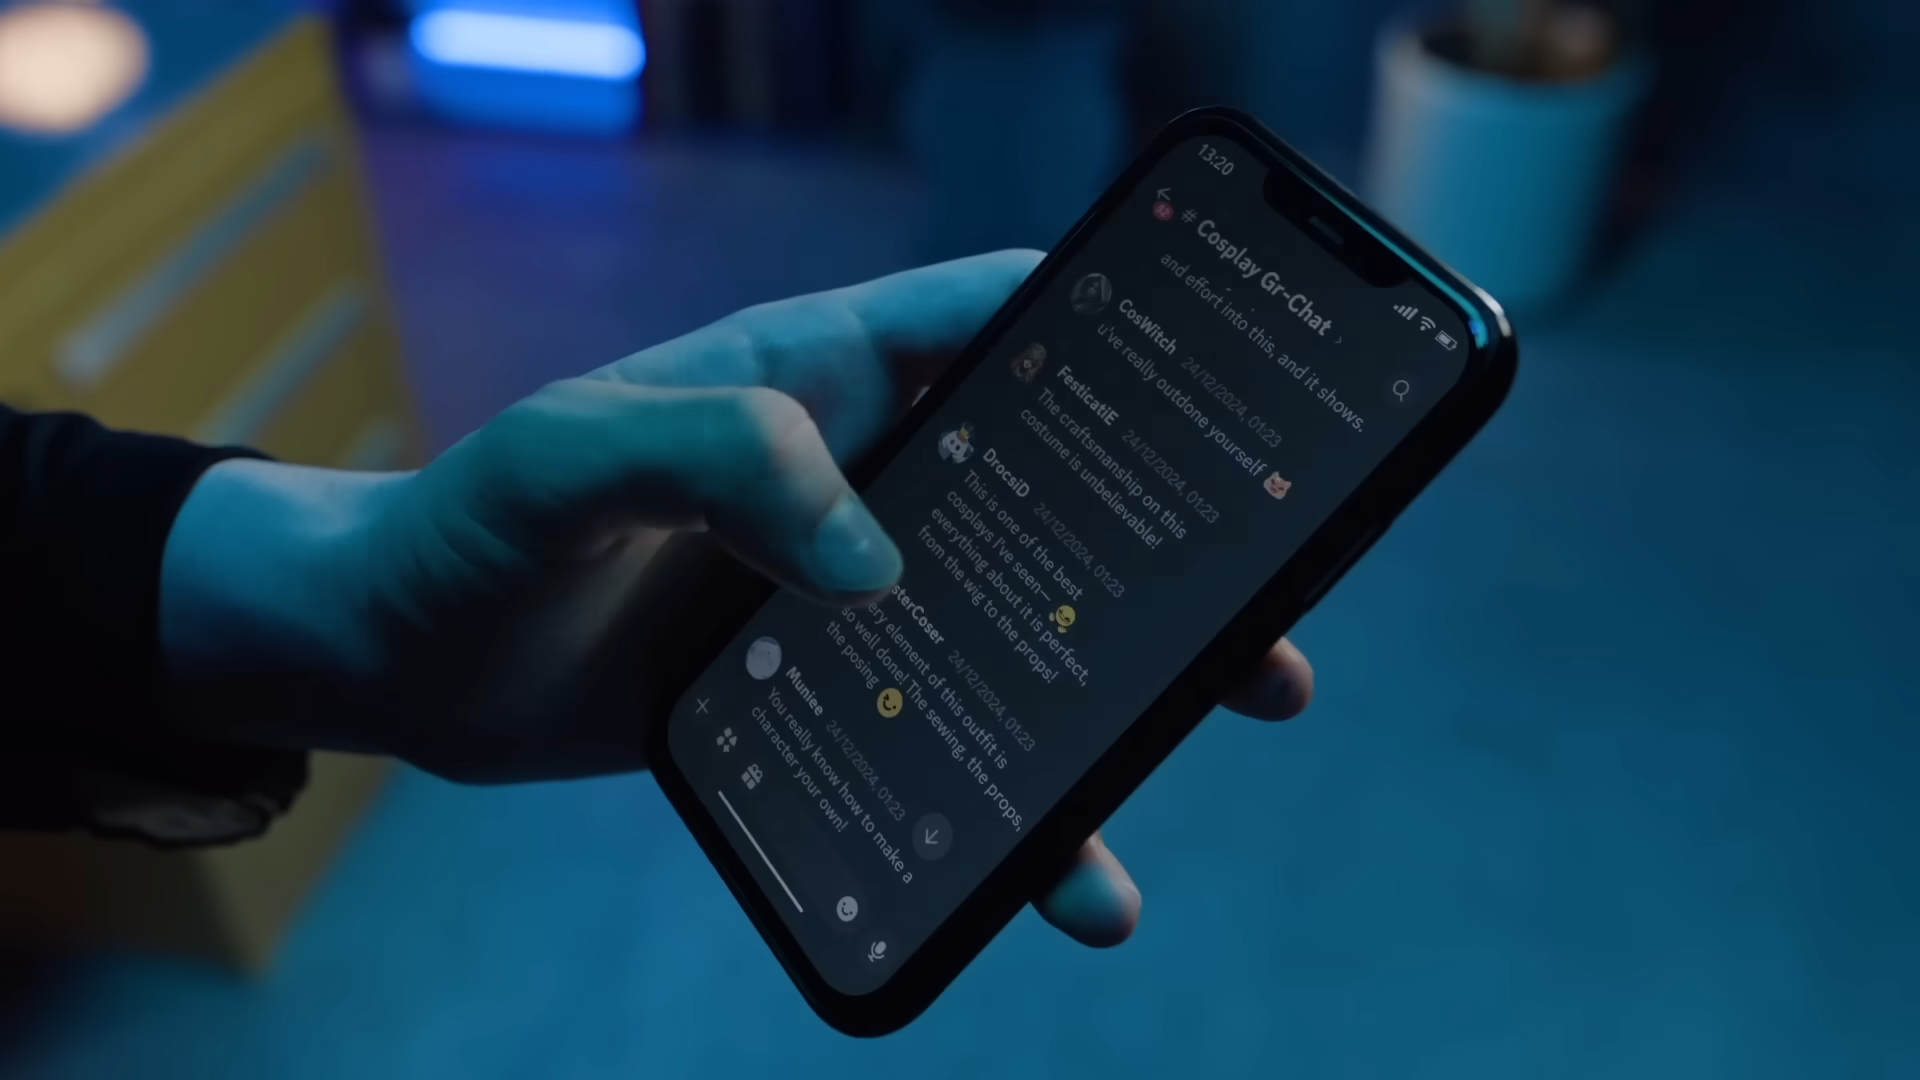 13:20
# Cosplay Gr-Chat
and effort into this, and it shows.
CosWitch 24/12/2024, 01:23
u've really outdone yourself
FesticatiE 24/12/2024, 01:23
The craftsmanship on this
costume is unbelievable!
DrocsiD 24/12/2024, 01:23
This is one of the best
cosplays I've seen—
everything about it is perfect,
from the wig to the props!
sterCoser 24/12/2024, 01:23
ery element of this outfit is
so well done! The sewing, the props,
the posing
Muniee 24/12/2024, 01:23
You really know how to make a
character your own!